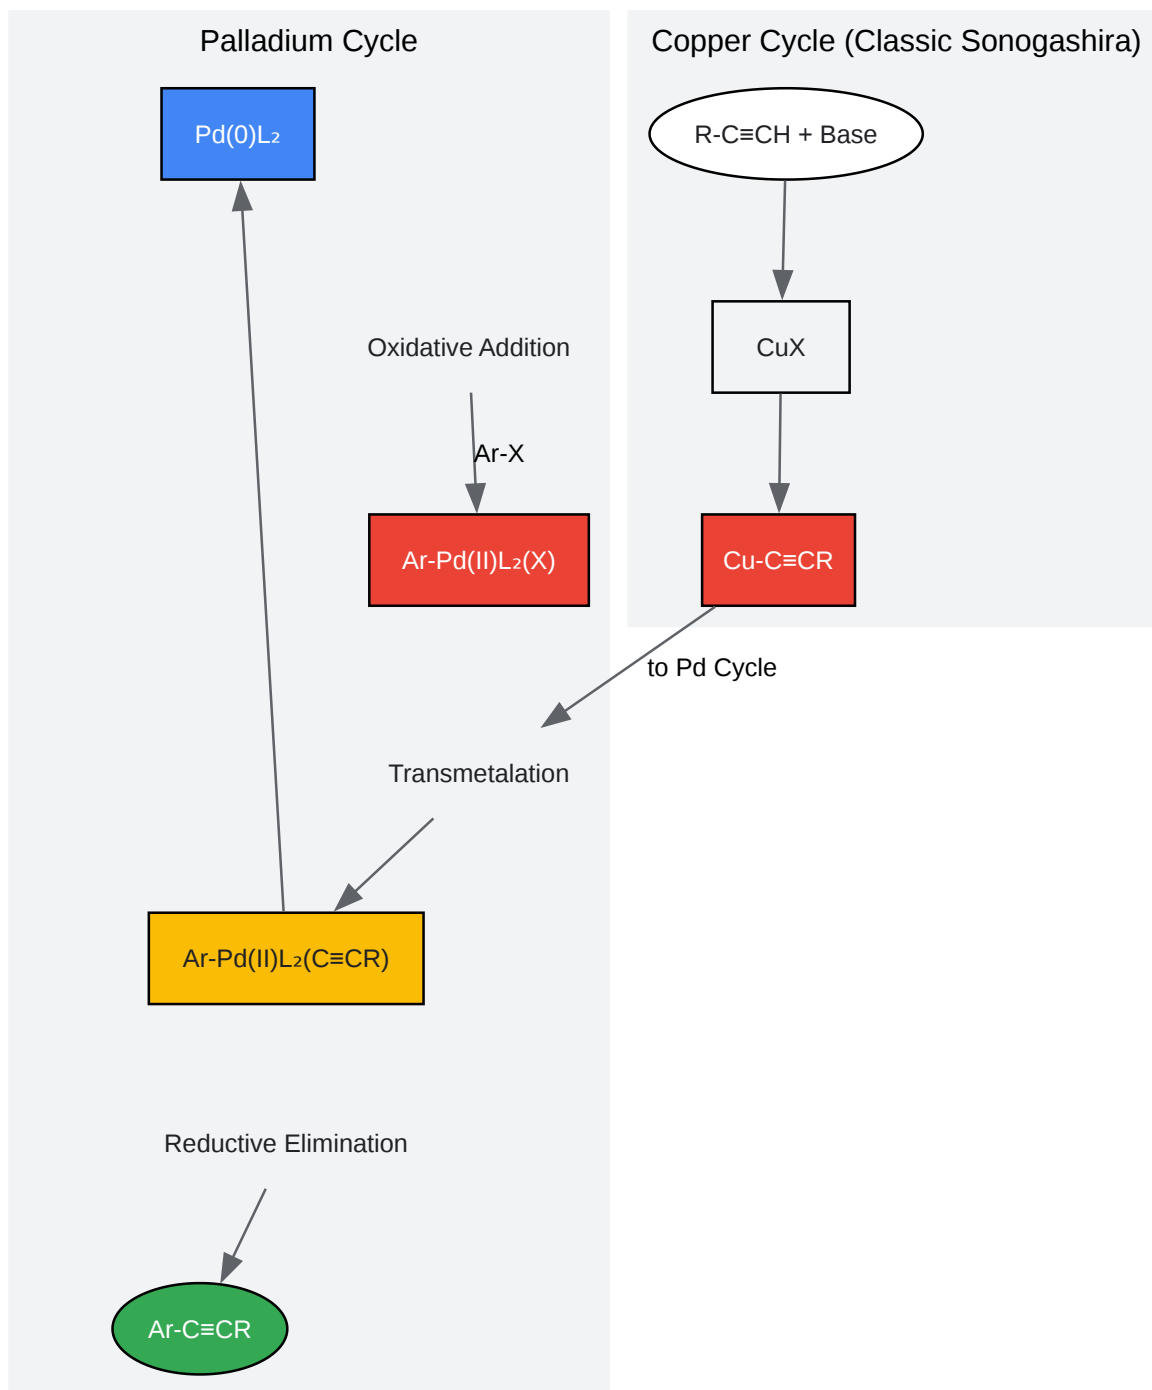 Palladium Cycle
Copper Cycle (Classic Sonogashira)
Pd(0)L₂
R-C≡CH + Base
Oxidative Addition
CuX
Ar-X
Ar-Pd(II)L₂(X)
Cu-C≡CR
to Pd Cycle
Transmetalation
Ar-Pd(II)L₂(C≡CR)
Reductive Elimination
Ar-C≡CR